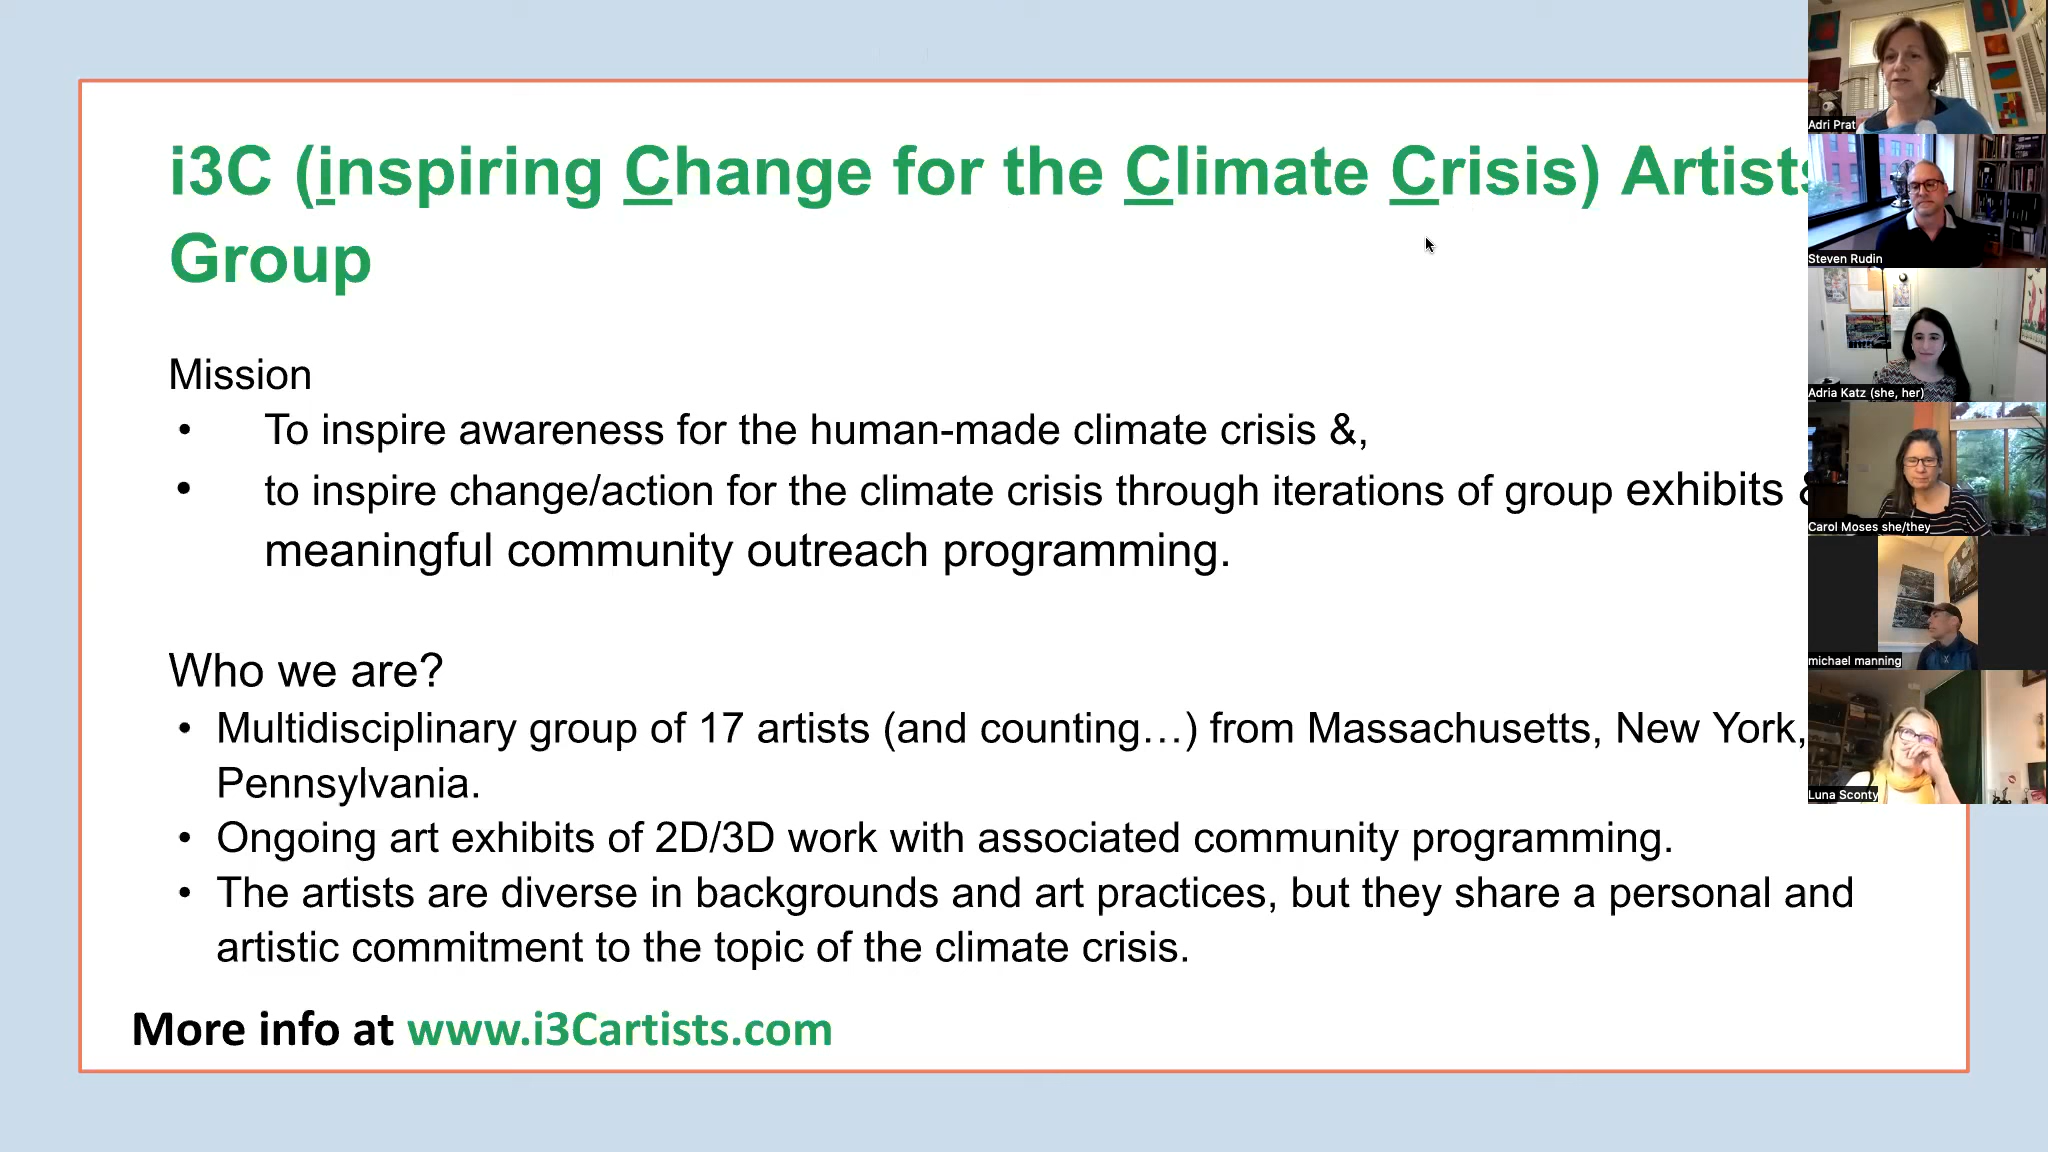 i3C (inspiring Change for the Climate Crisis) Artists
Group
Mission
• To inspire awareness for the human-made climate crisis &,
• to inspire change/action for the climate crisis through iterations of group exhibits &
meaningful community outreach programming.
Who we are?
• Multidisciplinary group of 17 artists (and counting…) from Massachusetts, New York,
Pennsylvania.
• Ongoing art exhibits of 2D/3D work with associated community programming.
• The artists are diverse in backgrounds and art practices, but they share a personal and
artistic commitment to the topic of the climate crisis.
More info at www.i3Cartists.com
Adri Prat
Steven Rudin
Adria Katz (she, her)
Carol Moses she/they
michael manning
Luna Sconty